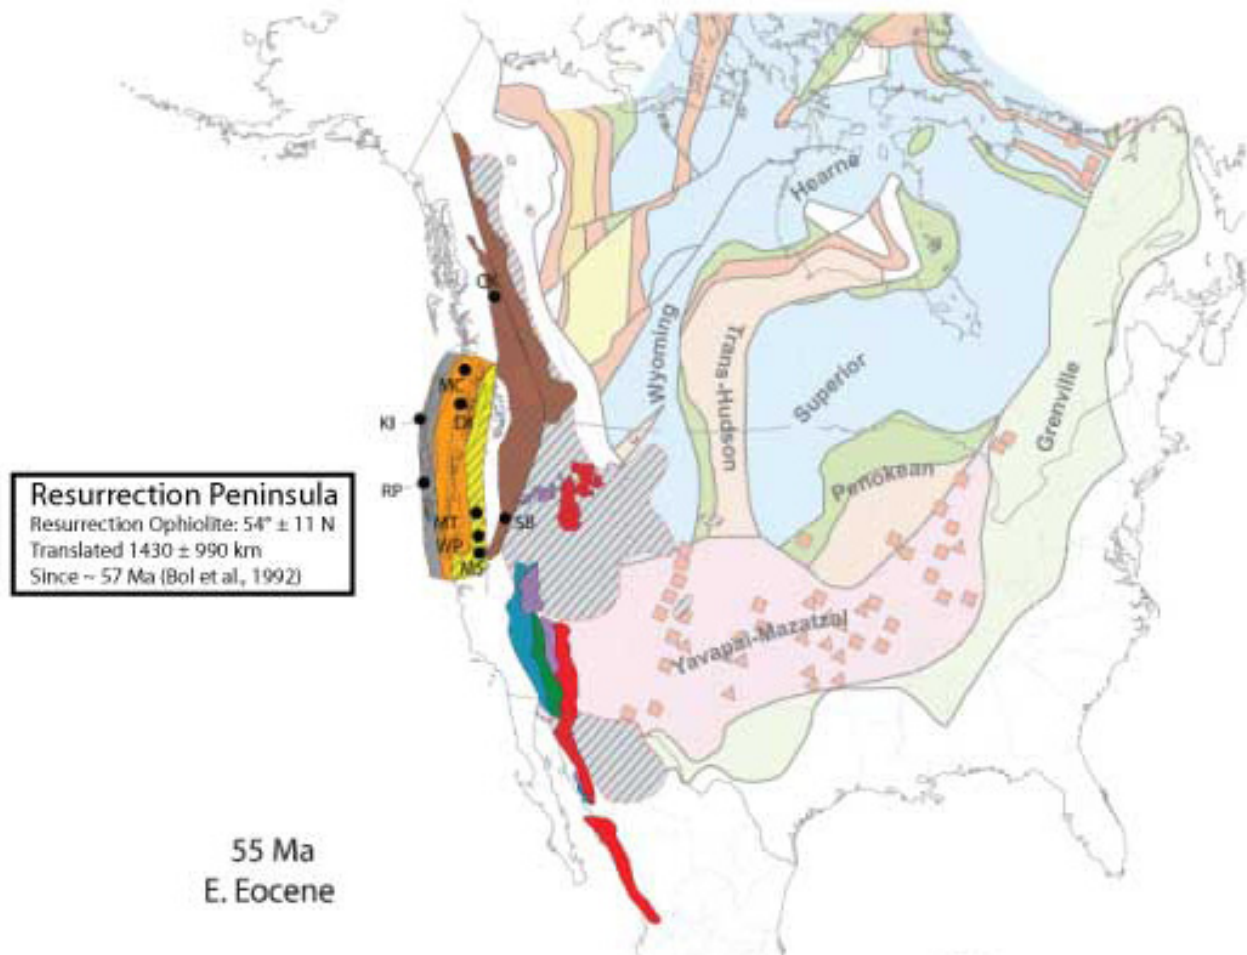 Hearne
Wyoming
Trans-Hudson
Superior
Grenville
Penokean
Yavapai-Mazatzal
MC
KI
RP
MT
SB
WP
MS
Resurrection Peninsula
Resurrection Ophiolite: 54° ± 11 N
Translated 1430 ± 990 km
Since ~ 57 Ma (Bol et al., 1992)
55 Ma
E. Eocene